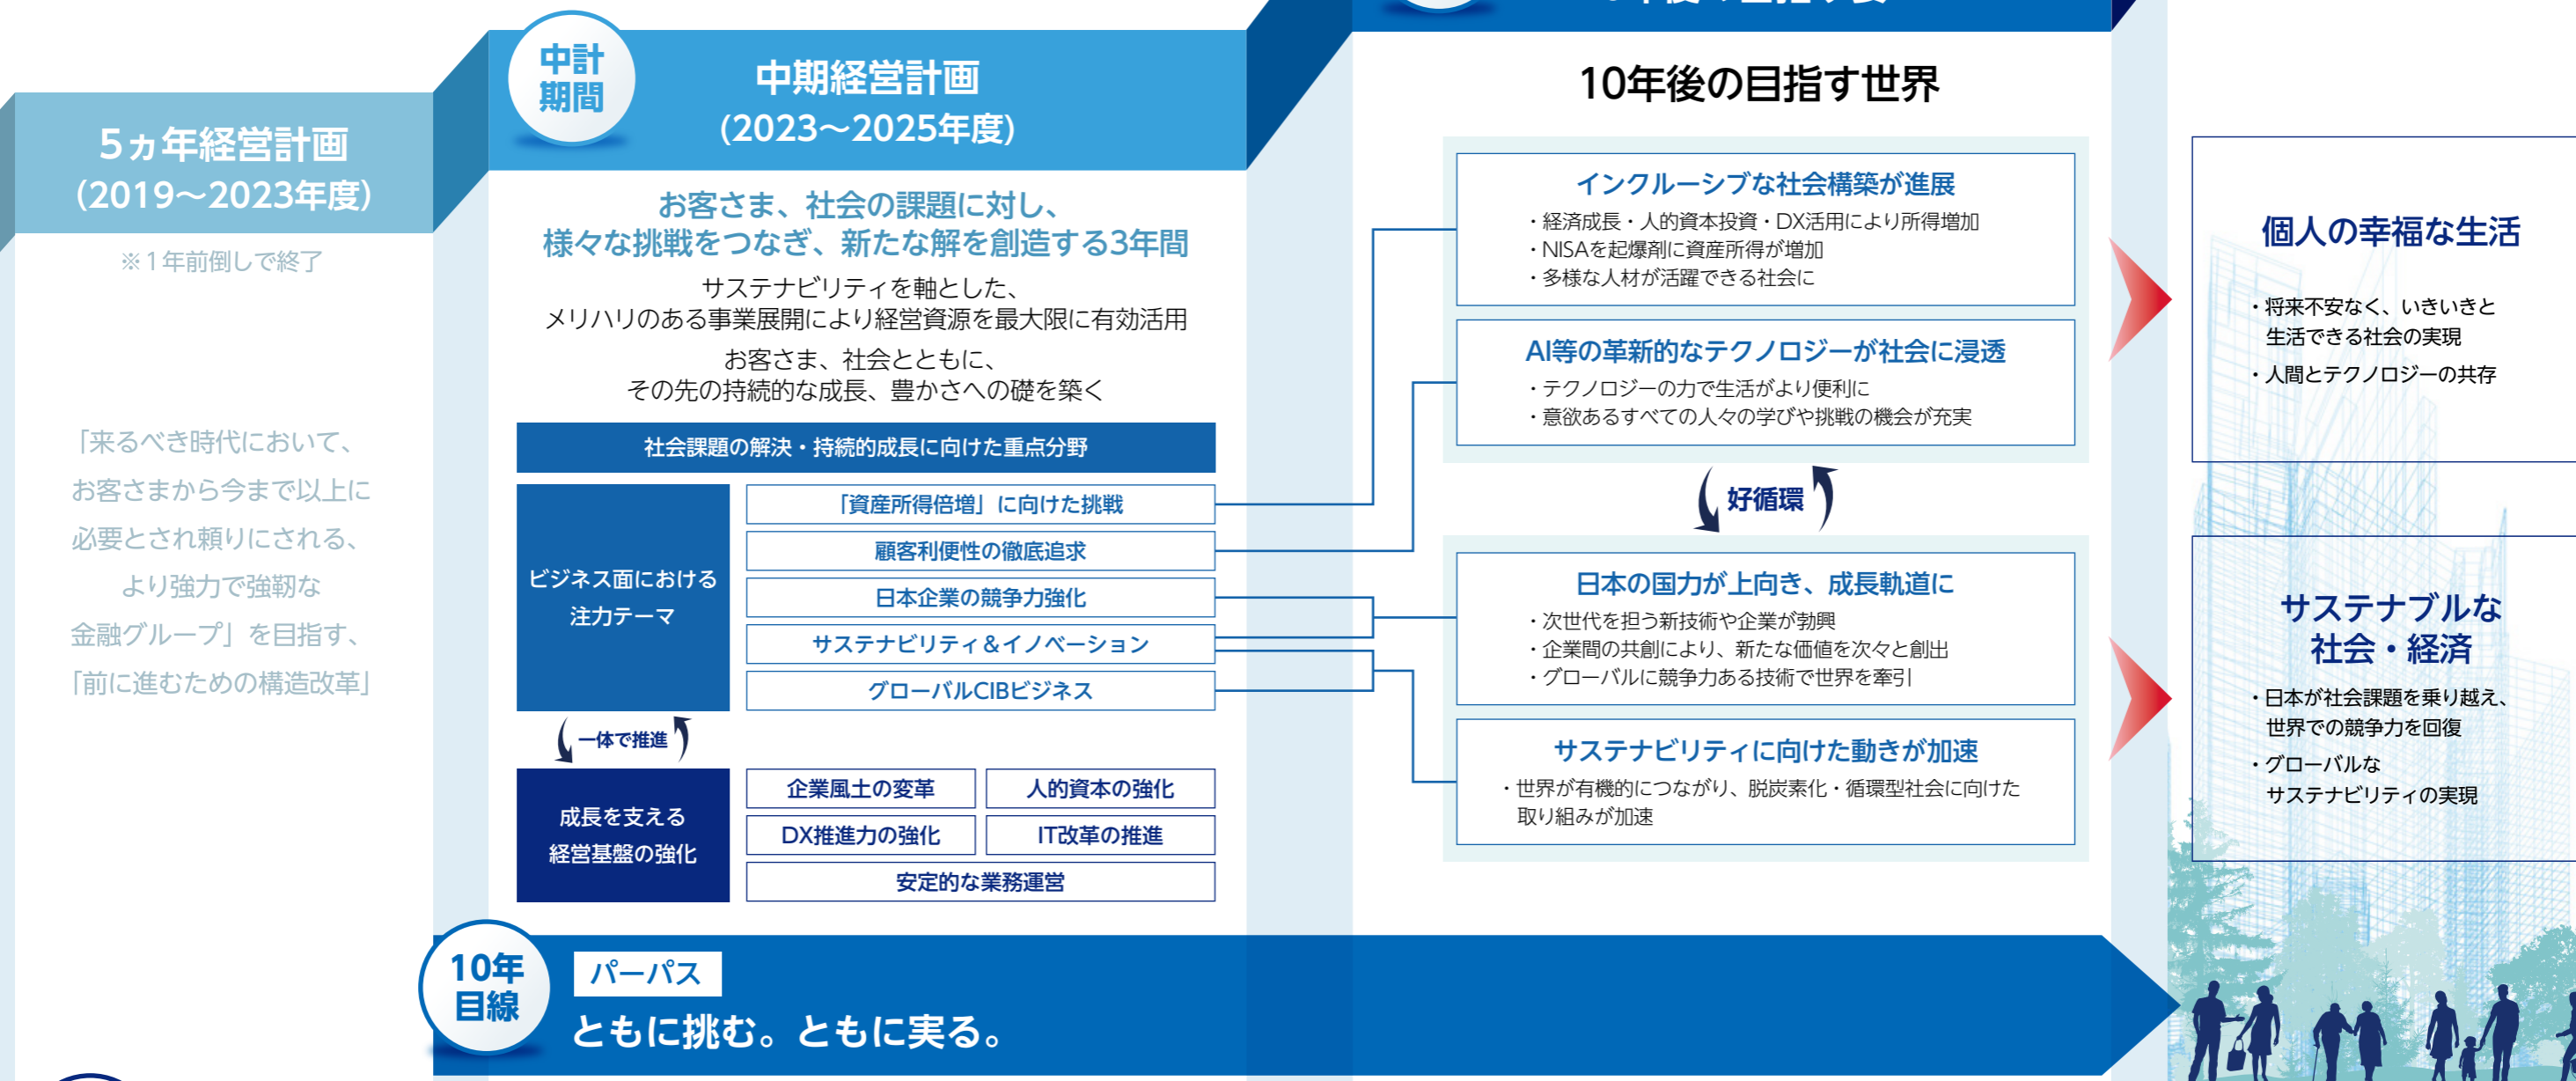 5ヵ年経営計画
(2019～2023年度)
※1年前倒しで終了
「来るべき時代において、
お客さまから今まで以上に
必要とされ頼りにされる、
より強力で強靭な
金融グループ」を目指す、
「前に進むための構造改革」
中計
期間
中期経営計画
(2023～2025年度)
お客さま、社会の課題に対し、
様々な挑戦をつなぎ、新たな解を創造する3年間
サステナビリティを軸とした、
メリハリのある事業展開により経営資源を最大限に有効活用
お客さま、社会とともに、
その先の持続的な成長、豊かさへの礎を築く
社会課題の解決・持続的成長に向けた重点分野
ビジネス面における
注力テーマ
「資産所得倍増」に向けた挑戦
顧客利便性の徹底追求
日本企業の競争力強化
サステナビリティ＆イノベーション
グローバルCIBビジネス
一体で推進
成長を支える
経営基盤の強化
企業風土の変革
人的資本の強化
DX推進力の強化
IT改革の推進
安定的な業務運営
10年後の目指す世界
インクルーシブな社会構築が進展
・経済成長・人的資本投資・DX活用により所得増加
・NISAを起爆剤に資産所得が増加
・多様な人材が活躍できる社会に
AI等の革新的なテクノロジーが社会に浸透
・テクノロジーの力で生活がより便利に
・意欲あるすべての人々の学びや挑戦の機会が充実
好循環
日本の国力が上向き、成長軌道に
・次世代を担う新技術や企業が勃興
・企業間の共創により、新たな価値を次々と創出
・グローバルに競争力ある技術で世界を牽引
サステナビリティに向けた動きが加速
・世界が有機的につながり、脱炭素化・循環型社会に向けた
取り組みが加速
個人の幸福な生活
・将来不安なく、いきいきと
生活できる社会の実現
・人間とテクノロジーの共存
サステナブルな
社会・経済
・日本が社会課題を乗り越え、
世界での競争力を回復
・グローバルな
サステナビリティの実現
10年
目線
パーパス
ともに挑む。ともに実る。